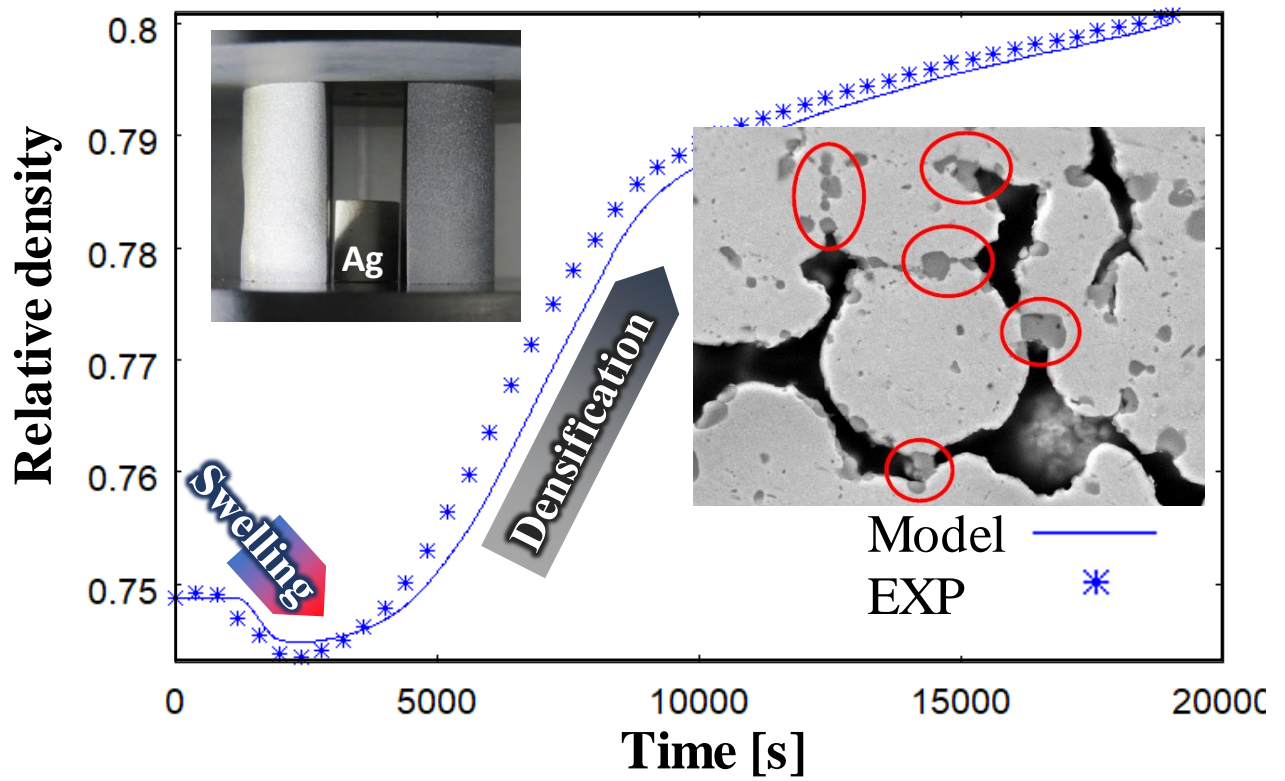 0.8
0.79
0.78
0.77
0.76
0.75
Relative density
Ag
Swelling
Densification
Model
EXP
0
5000
10000
15000
20000
Time [s]